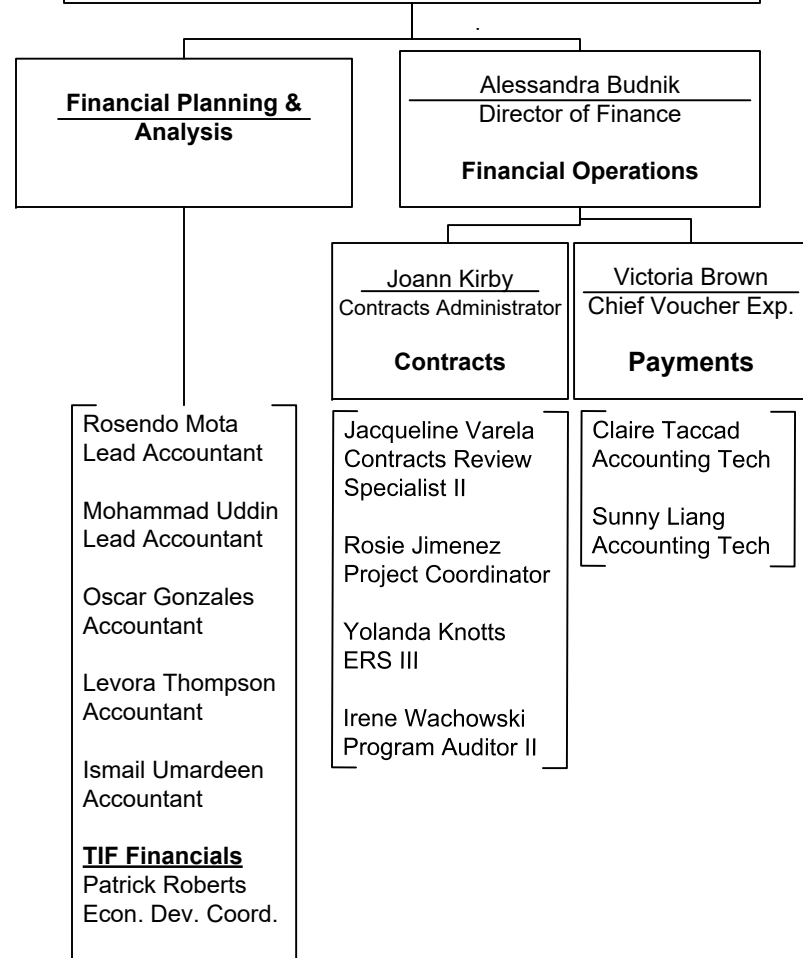 Financial Planning &
Analysis
Alessandra Budnik
Director of Finance
Financial Operations
Joann Kirby
Contracts Administrator
Contracts
Victoria Brown
Chief Voucher Exp.
Payments
Rosendo Mota
Lead Accountant
Mohammad Uddin
Lead Accountant
Oscar Gonzales
Accountant
Levora Thompson
Accountant
Ismail Umardeen
Accountant
TIF Financials
Patrick Roberts
Econ. Dev. Coord.
Jacqueline Varela
Contracts Review
Specialist II
Rosie Jimenez
Project Coordinator
Yolanda Knotts
ERS III
Irene Wachowski
Program Auditor II
Claire Taccad
Accounting Tech
Sunny Liang
Accounting Tech